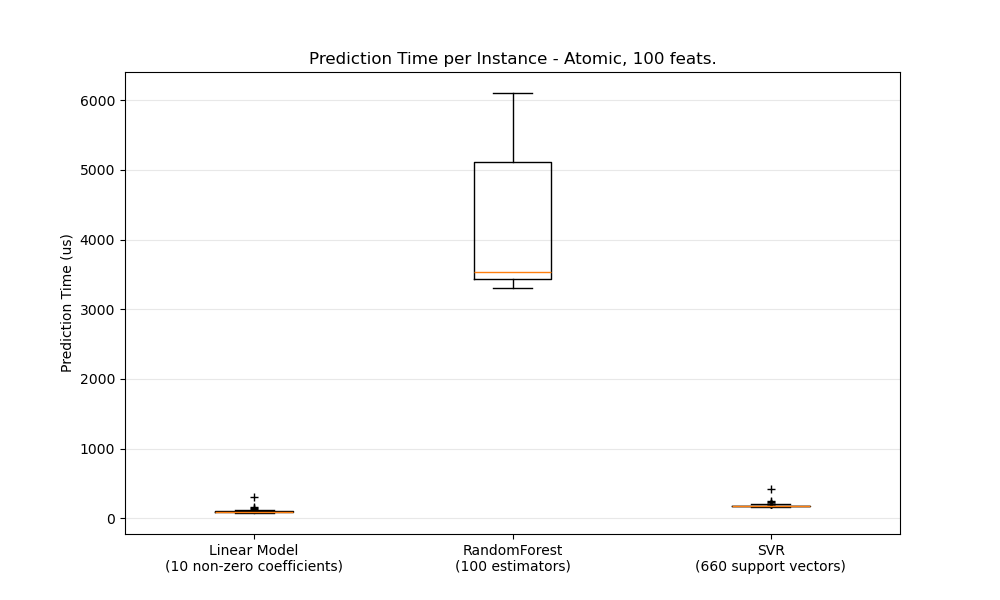 Prediction Time per Instance - Atomic, 100 feats.
Prediction Time (us)
6000
5000
4000
3000
2000
1000
0
Linear Model
(10 non-zero coefficients)
RandomForest
(100 estimators)
SVR
(660 support vectors)